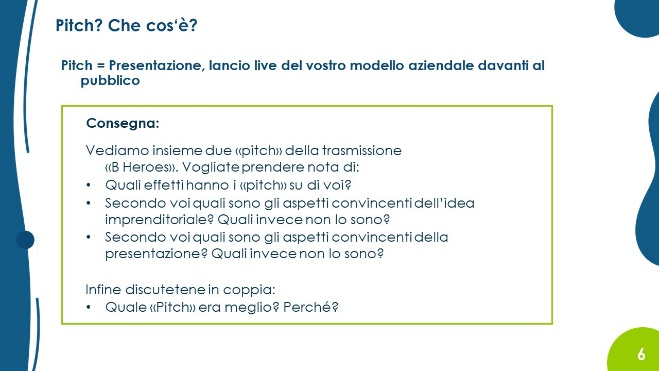 Pitch? Che cos‘è?
Pitch = Presentazione, lancio live del vostro modello aziendale davanti al
pubblico
Consegna:
Vediamo insieme due «pitch» della trasmissione
«B Heroes». Vogliate prendere nota di:
• Quali effetti hanno i «pitch» su di voi?
• Secondo voi quali sono gli aspetti convincenti dell'idea
imprenditoriale? Quali invece non lo sono?
• Secondo voi quali sono gli aspetti convincenti della
presentazione? Quali invece non lo sono?
Infine discutetene in coppia:
• Quale «Pitch» era meglio? Perché?
6